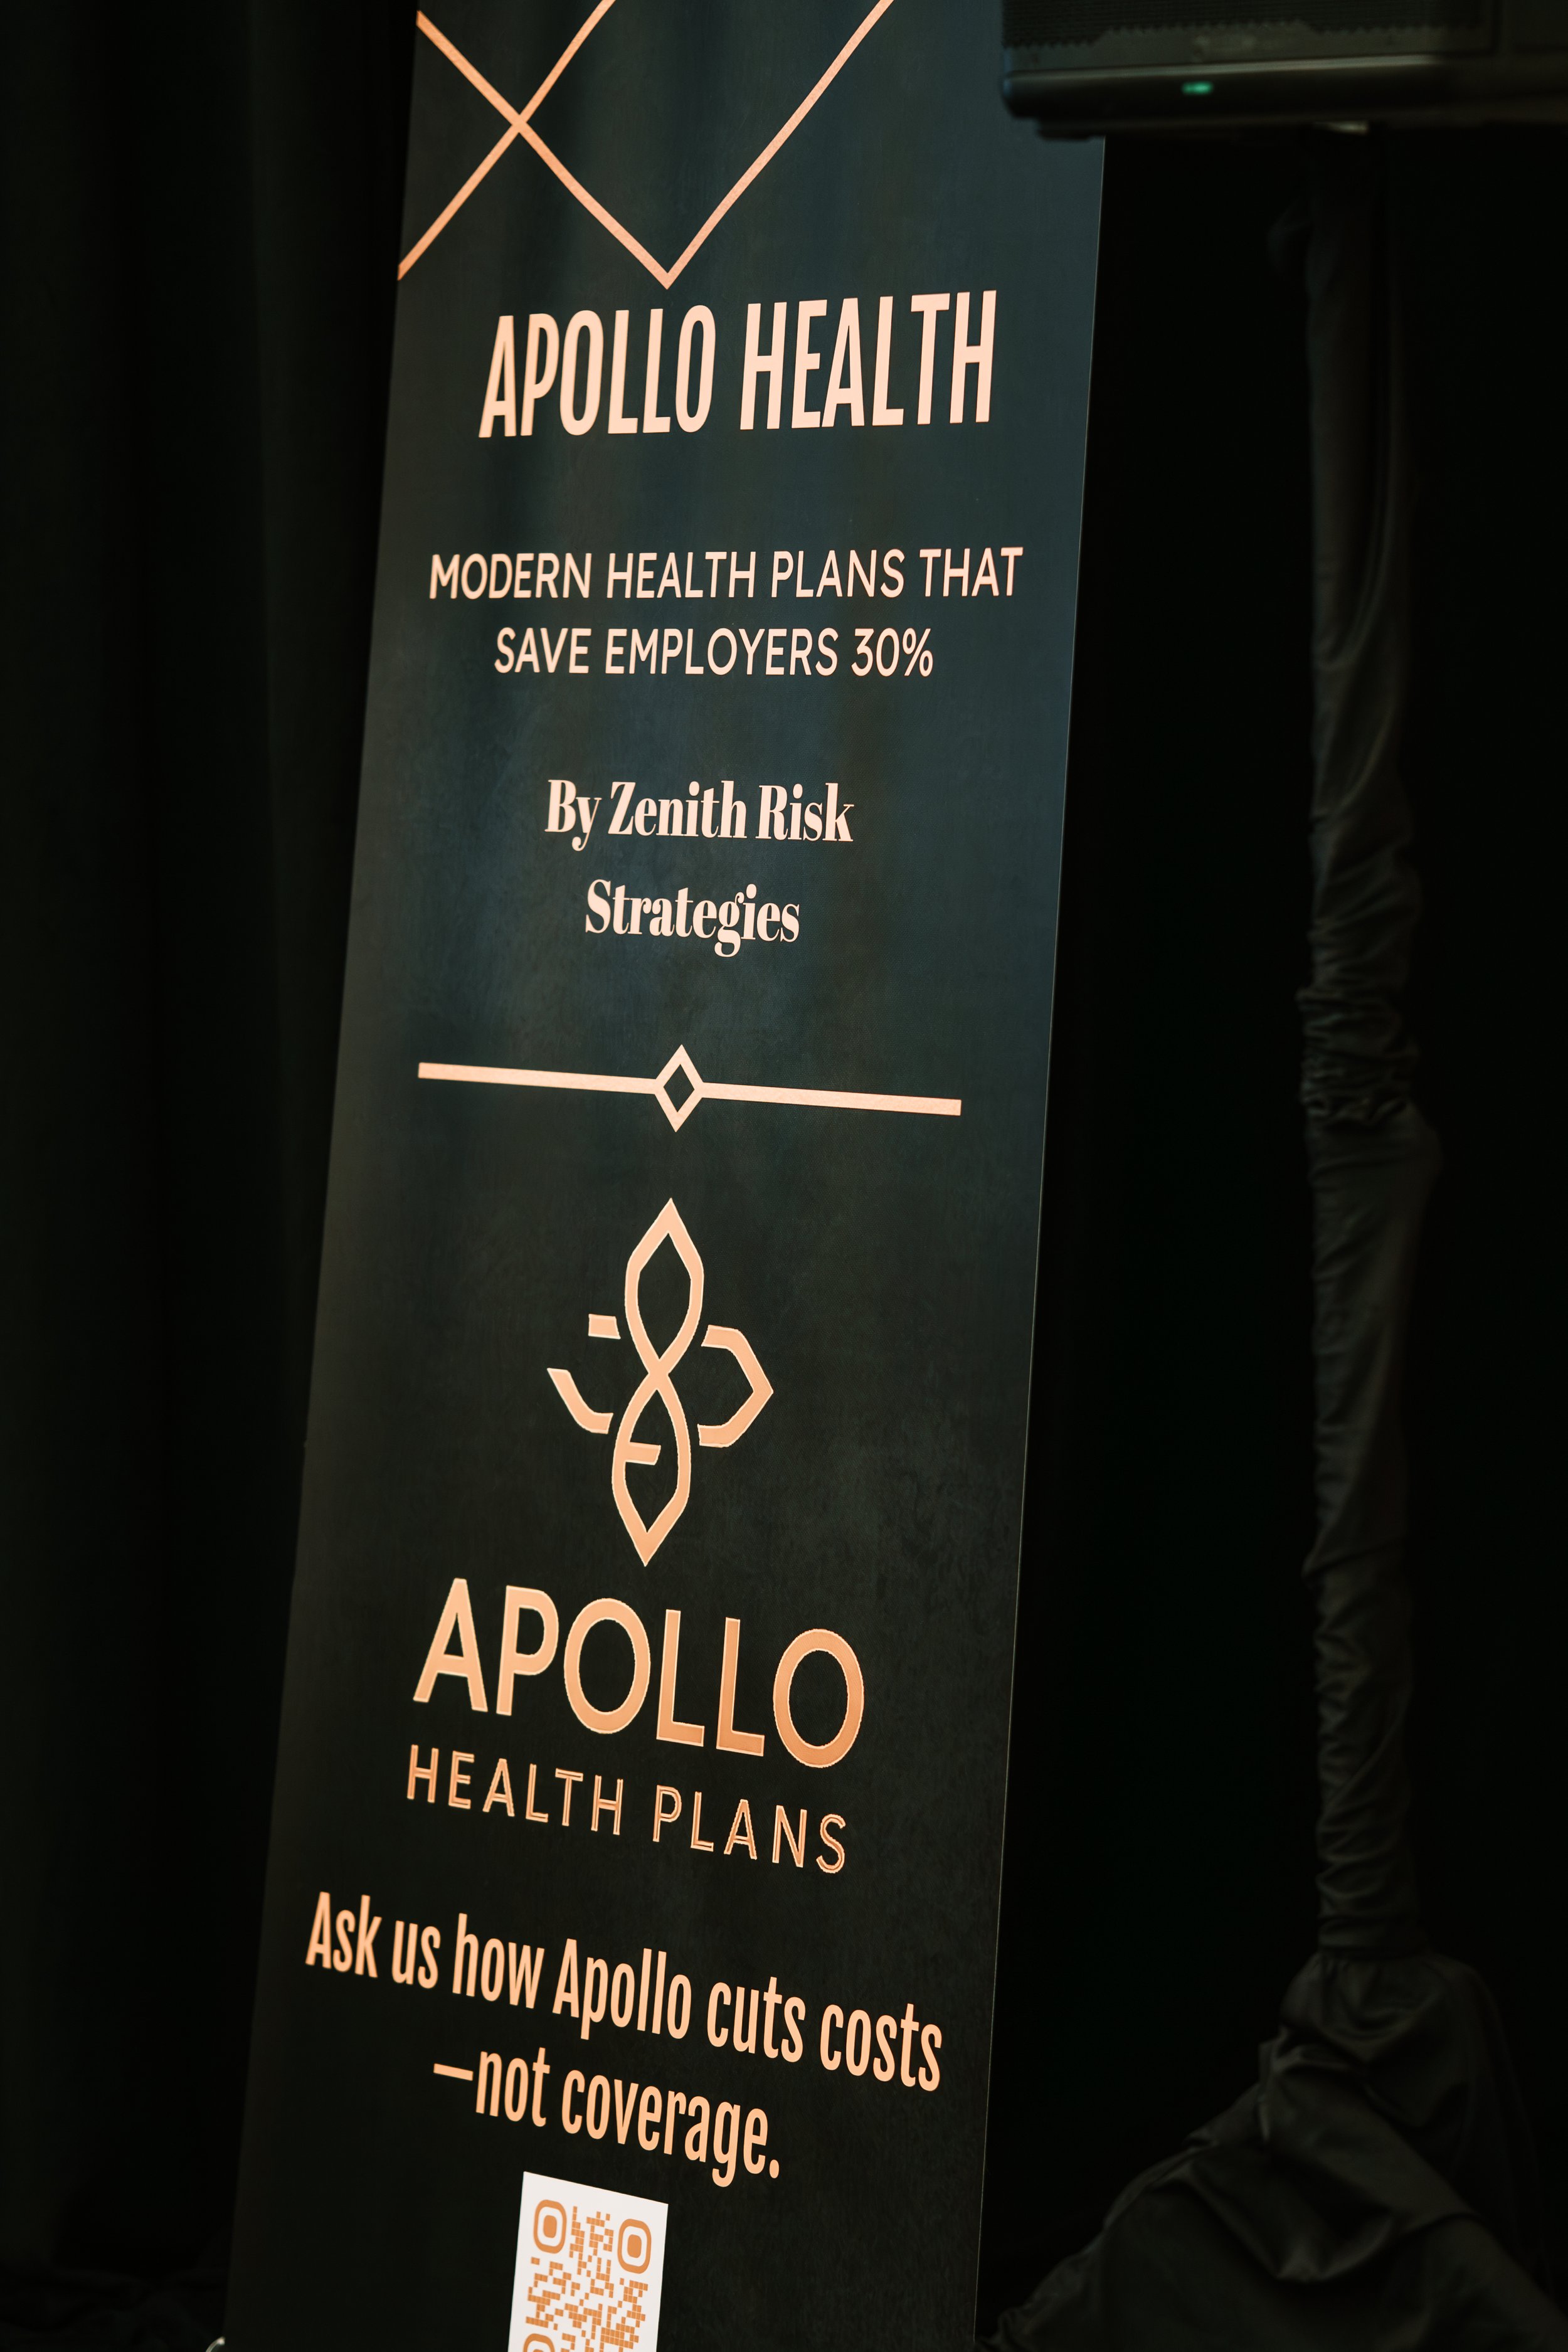 APOLLO HEALTH
MODERN HEALTH PLANS THAT
SAVE EMPLOYERS 30%
By Zenith Risk
Strategies
APOLLO
HEALTH PLANS
Ask us how Apollo cuts costs
—not coverage.